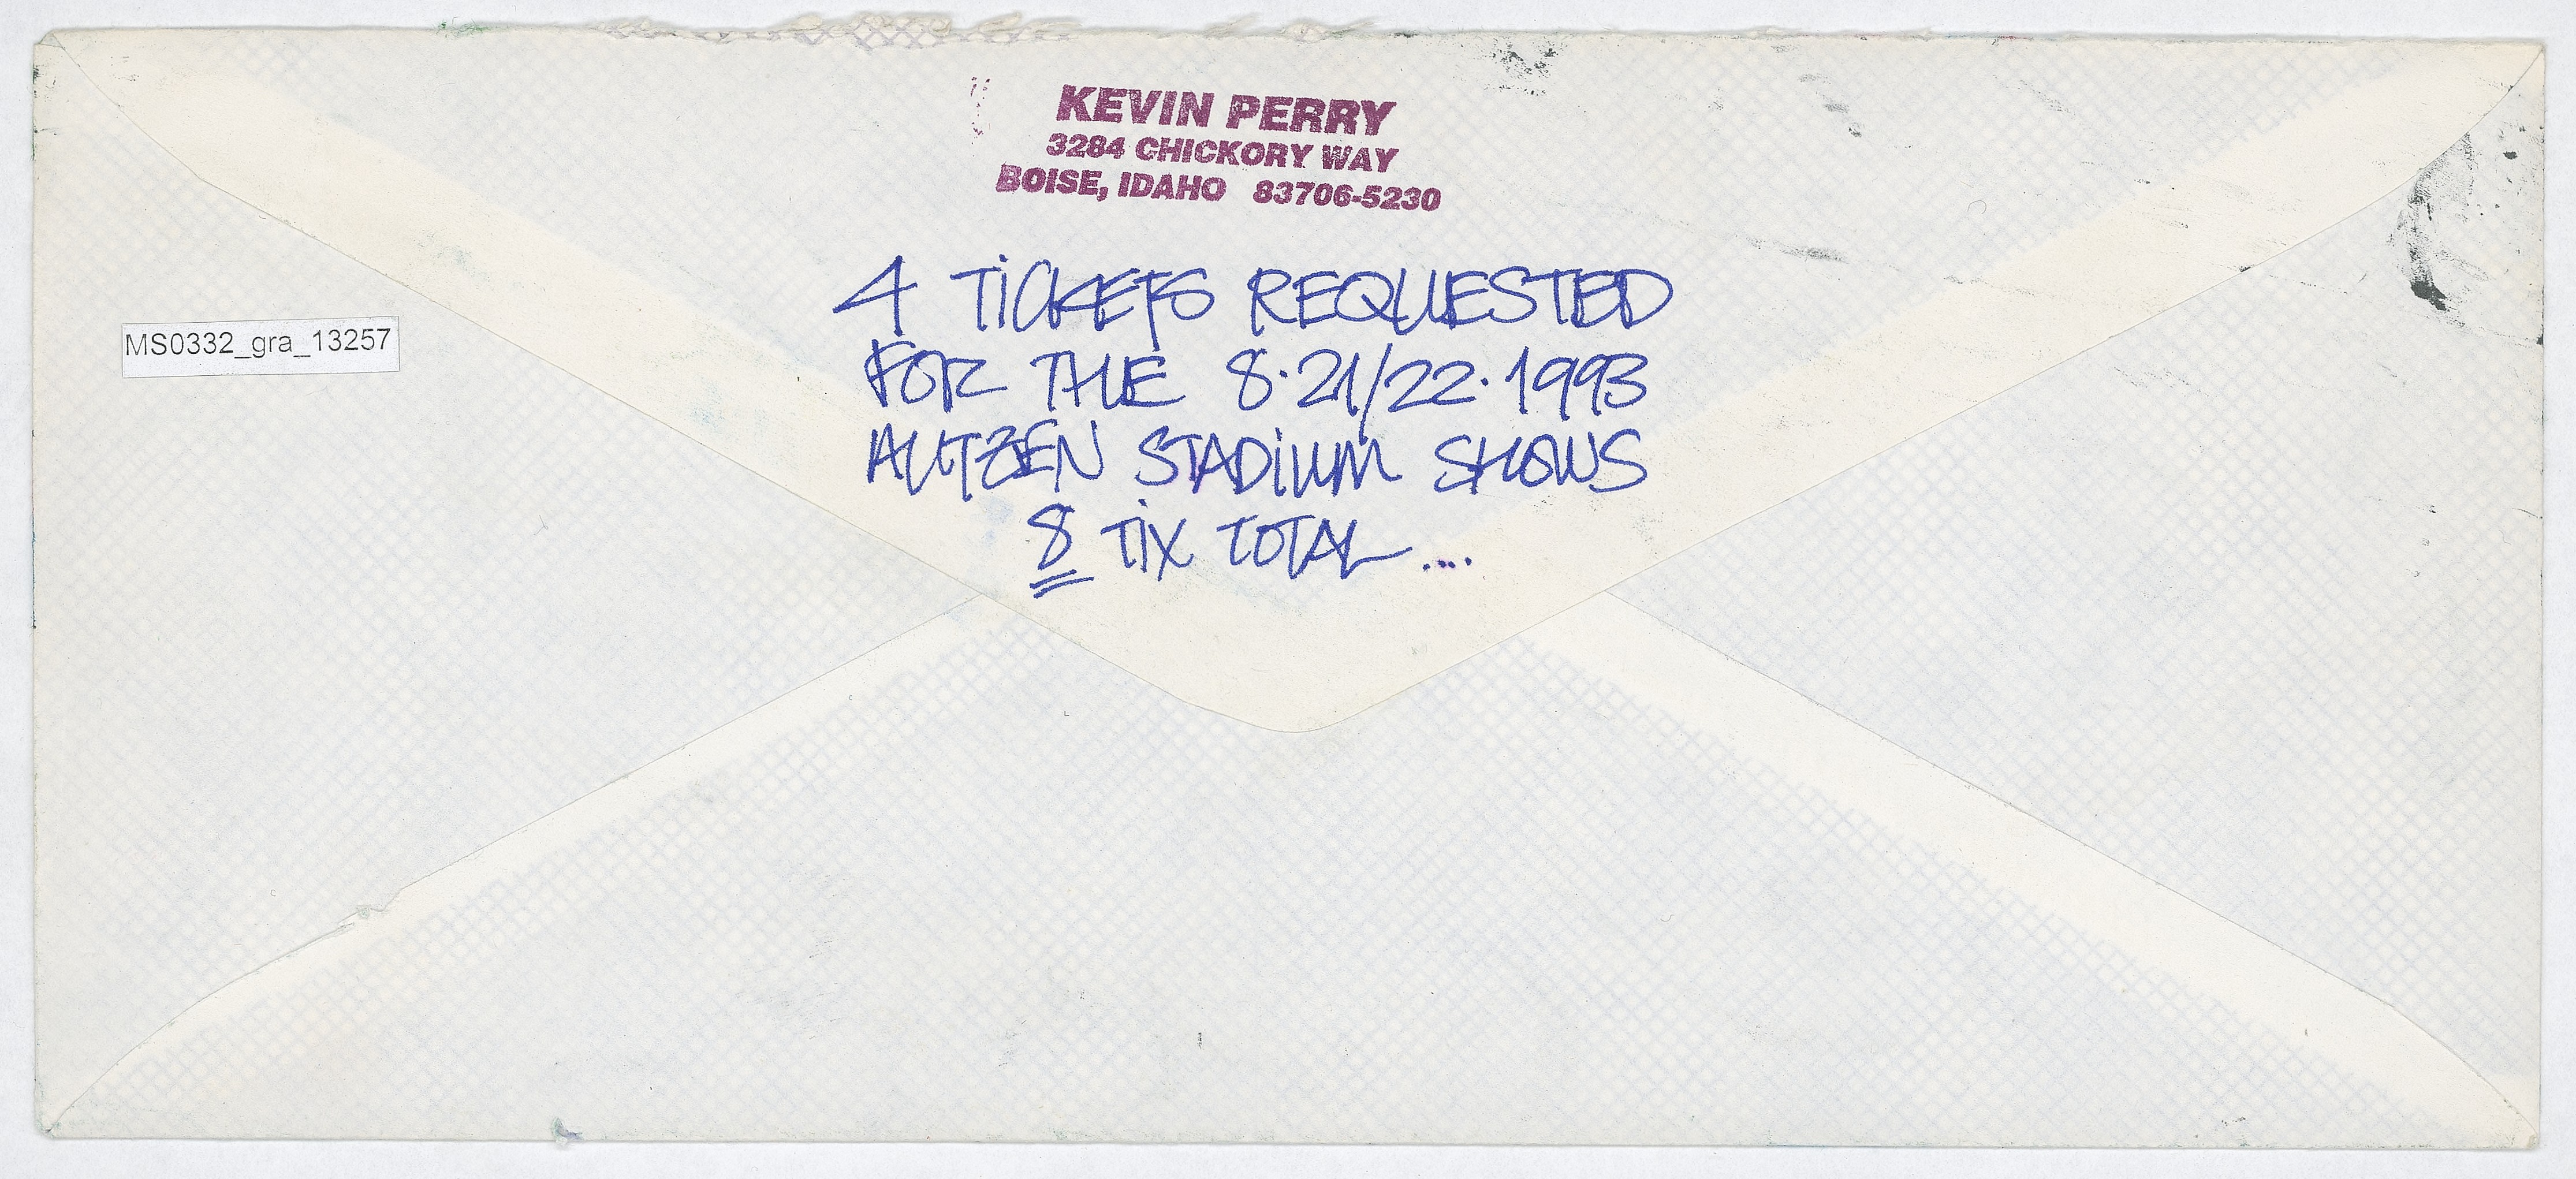 KEVIN PERRY
3284 CHICKORY WAY
BOISE, IDAHO 83706-5230
4 TiCKETS REQUESTED
FOR THE 8·21/22·1993
AUTZEN STADiUM SHOWS
8 TiX TOTAL ....
MS0332_gra_13257